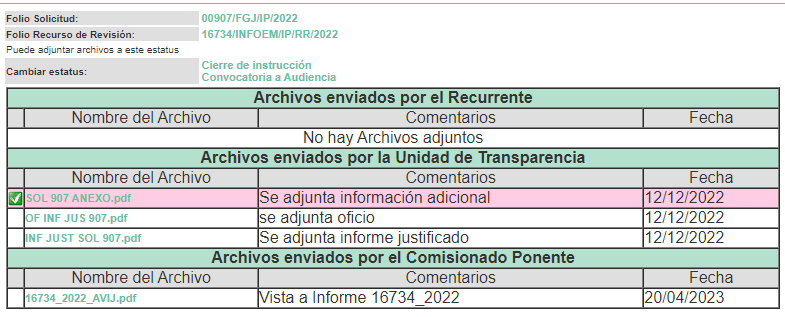 Folio Solicitud: 00907/FGJ/IP/2022
Folio Recurso de Revisión: 16734/INFOEM/IP/RR/2022
Puede adjuntar archivos a este estatus
Cambiar estatus: Cierre de instrucción
Convocatoria a Audiencia
Archivos enviados por el Recurrente
Nombre del Archivo Comentarios Fecha
No hay Archivos adjuntos
Archivos enviados por la Unidad de Transparencia
Nombre del Archivo Comentarios Fecha
SOL 907 ANEXO.pdf Se adjunta información adicional 12/12/2022
OF INF JUS 907.pdf se adjunta oficio 12/12/2022
INF JUST SOL 907.pdf Se adjunta informe justificado 12/12/2022
Archivos enviados por el Comisionado Ponente
Nombre del Archivo Comentarios Fecha
16734_2022_AVIJ.pdf Vista a Informe 16734_2022 20/04/2023